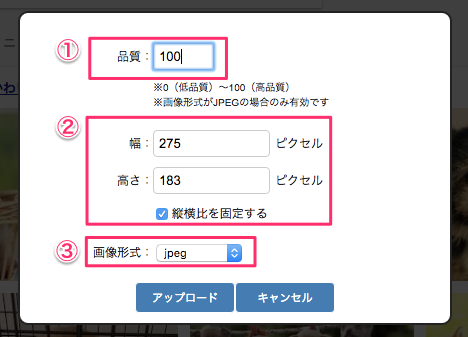 ① 品質： 100
※0（低品質）～100（高品質）
※画像形式がJPEGの場合のみ有効です
② 幅： 275 ピクセル
高さ： 183 ピクセル
縦横比を固定する
③ 画像形式： jpeg
アップロード キャンセル